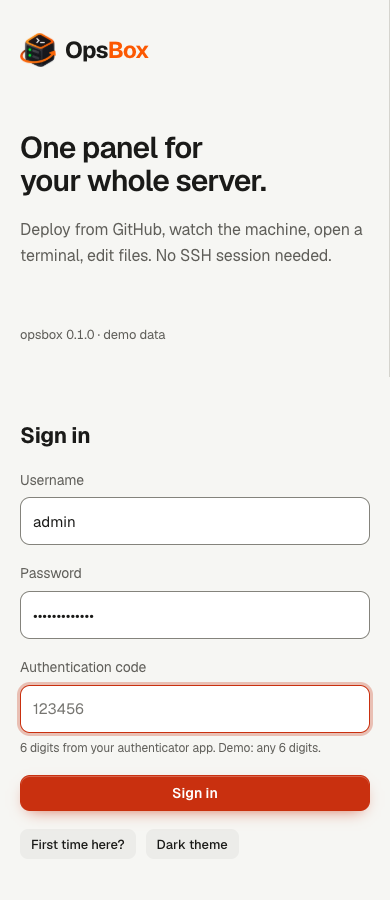 OpsBox
One panel for
your whole server.
Deploy from GitHub, watch the machine, open a
terminal, edit files. No SSH session needed.
opsbox 0.1.0 · demo data
Sign in
Username
admin
Password
•••••••••••••
Authentication code
123456
6 digits from your authenticator app. Demo: any 6 digits.
Sign in
First time here? Dark theme